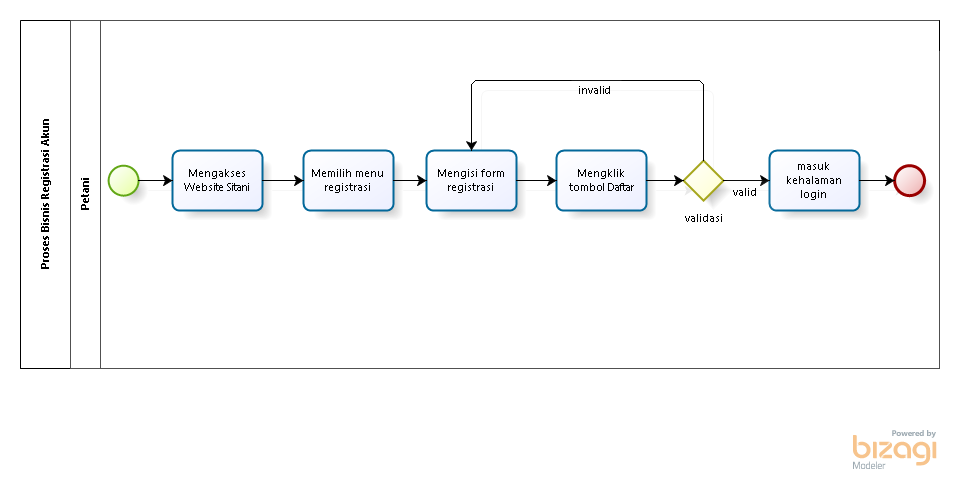 Proses Bisnis Registrasi Akun
Petani
invalid
Mengakses
Website Sitani
Memilih menu
registrasi
Mengisi form
registrasi
Mengklik
tombol Daftar
validasi
valid
masuk
kehalaman
login
Powered by
bizagi
Modeler